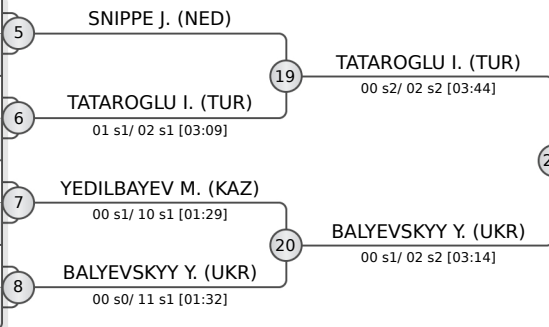 SNIPPE J. (NED)
5
19
TATAROGLU I. (TUR)
00 s2/ 02 s2 [03:44]
TATAROGLU I. (TUR)
6
01 s1/ 02 s1 [03:09]
YEDILBAYEV M. (KAZ)
7
00 s1/ 10 s1 [01:29]
20
BALYEVSKYY Y. (UKR)
00 s1/ 02 s2 [03:14]
BALYEVSKYY Y. (UKR)
8
00 s0/ 11 s1 [01:32]